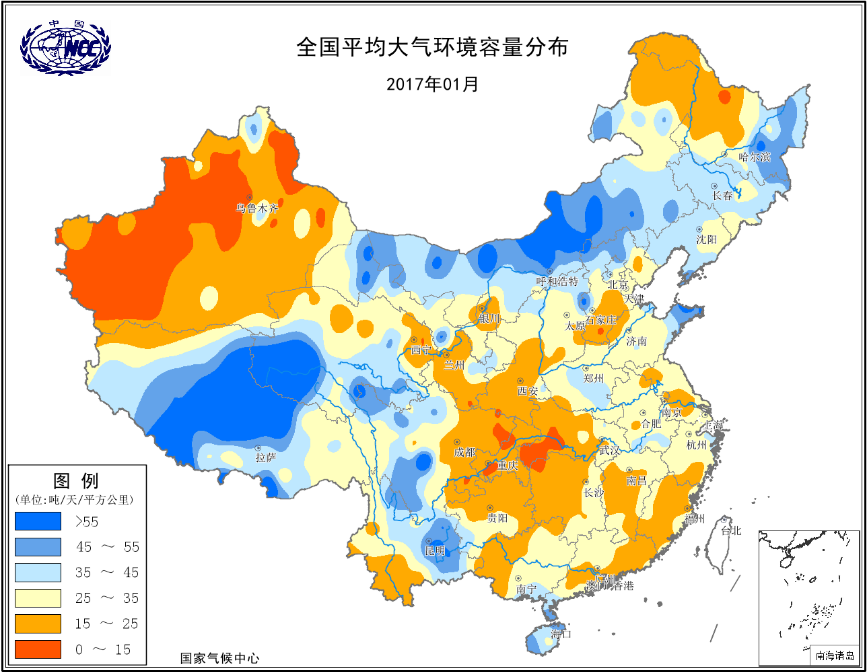 中国
NCC
全国平均大气环境容量分布
2017年01月
哈尔滨
长春
乌鲁木齐
沈阳
呼和浩特
北京
天津
银川
石家庄
太原
济南
西宁
兰州
郑州
西安
南京
合肥
上海
拉萨
成都
武汉
杭州
重庆
长沙
南昌
贵阳
福州
台北
昆明
广州
南宁
澳门
香港
海口
图 例
(单位:吨/天/平方公里)
>55
45 ~ 55
35 ~ 45
25 ~ 35
15 ~ 25
0 ~ 15
国家气候中心
南海诸岛